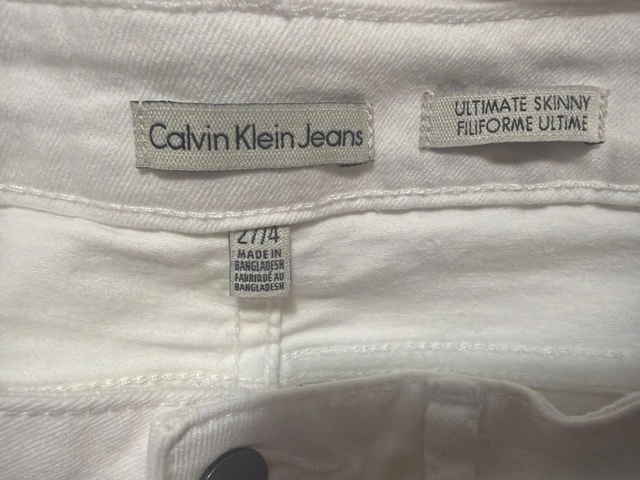 Calvin Klein Jeans
ULTIMATE SKINNY
FILIFORME ULTIME
27/4
MADE IN
BANGLADESH
FABRIQUÉ AU
BANGLADESH